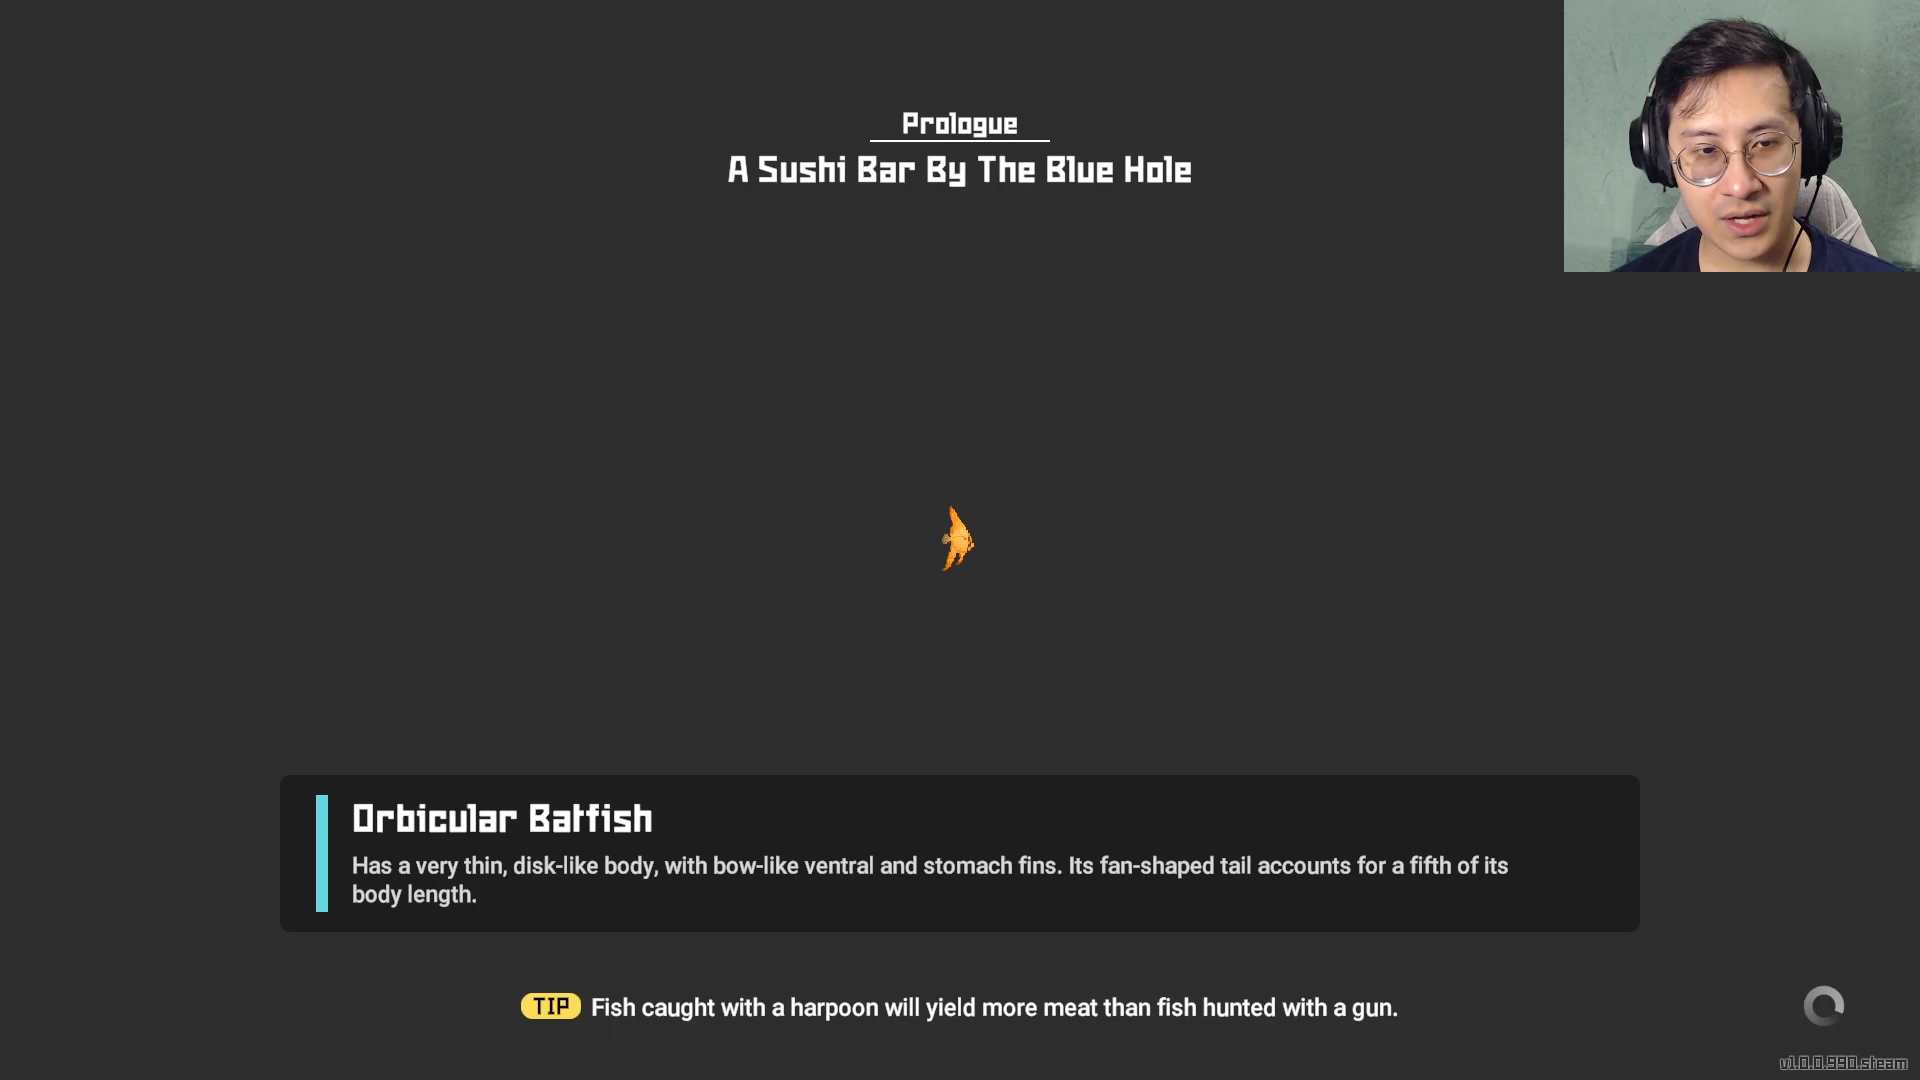 Prologue
A Sushi Bar By The Blue Hole
Orbicular Batfish
Has a very thin, disk-like body, with bow-like ventral and stomach fins. Its fan-shaped tail accounts for a fifth of its
body length.
TIP Fish caught with a harpoon will yield more meat than fish hunted with a gun.
v1.0.0.990.steam